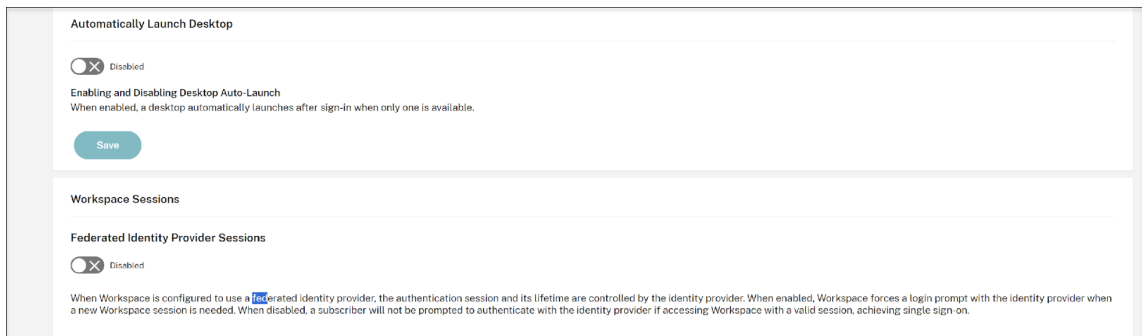 Automatically Launch Desktop
Disabled
Enabling and Disabling Desktop Auto-Launch
When enabled, a desktop automatically launches after sign-in when only one is available.
Save
Workspace Sessions
Federated Identity Provider Sessions
Disabled
When Workspace is configured to use a federated identity provider, the authentication session and its lifetime are controlled by the identity provider. When enabled, Workspace forces a login prompt with the identity provider when
a new Workspace session is needed. When disabled, a subscriber will not be prompted to authenticate with the identity provider if accessing Workspace with a valid session, achieving single sign-on.